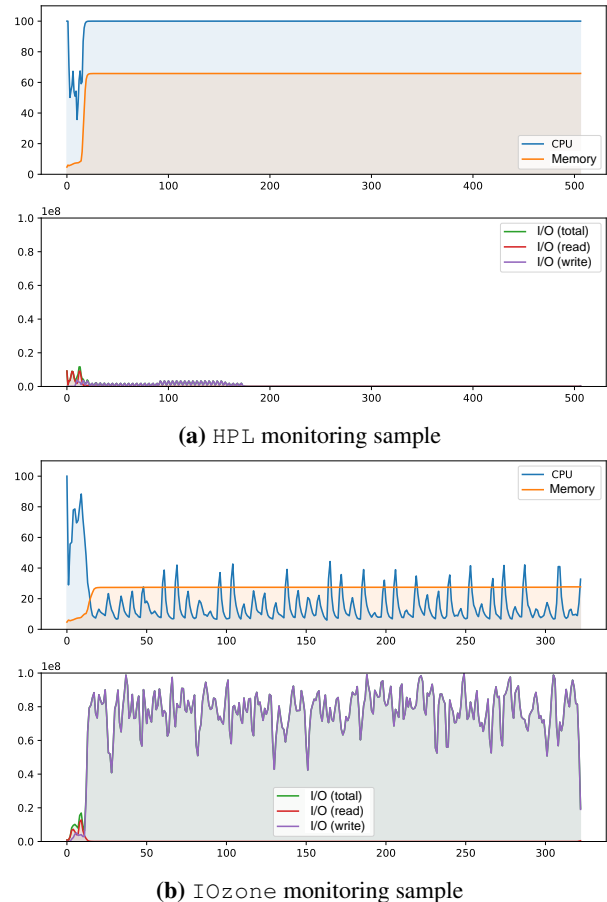 100
80
60
40
20
0
CPU
Memory
0 100 200 300 400 500
1e8
1.0
0.8
0.6
0.4
0.2
0.0
I/O (total)
I/O (read)
I/O (write)
0 100 200 300 400 500
(a) HPL monitoring sample
100
80
60
40
20
0
CPU
Memory
0 50 100 150 200 250 300
1e8
1.0
0.8
0.6
0.4
0.2
0.0
I/O (total)
I/O (read)
I/O (write)
0 50 100 150 200 250 300
(b) IOzone monitoring sample